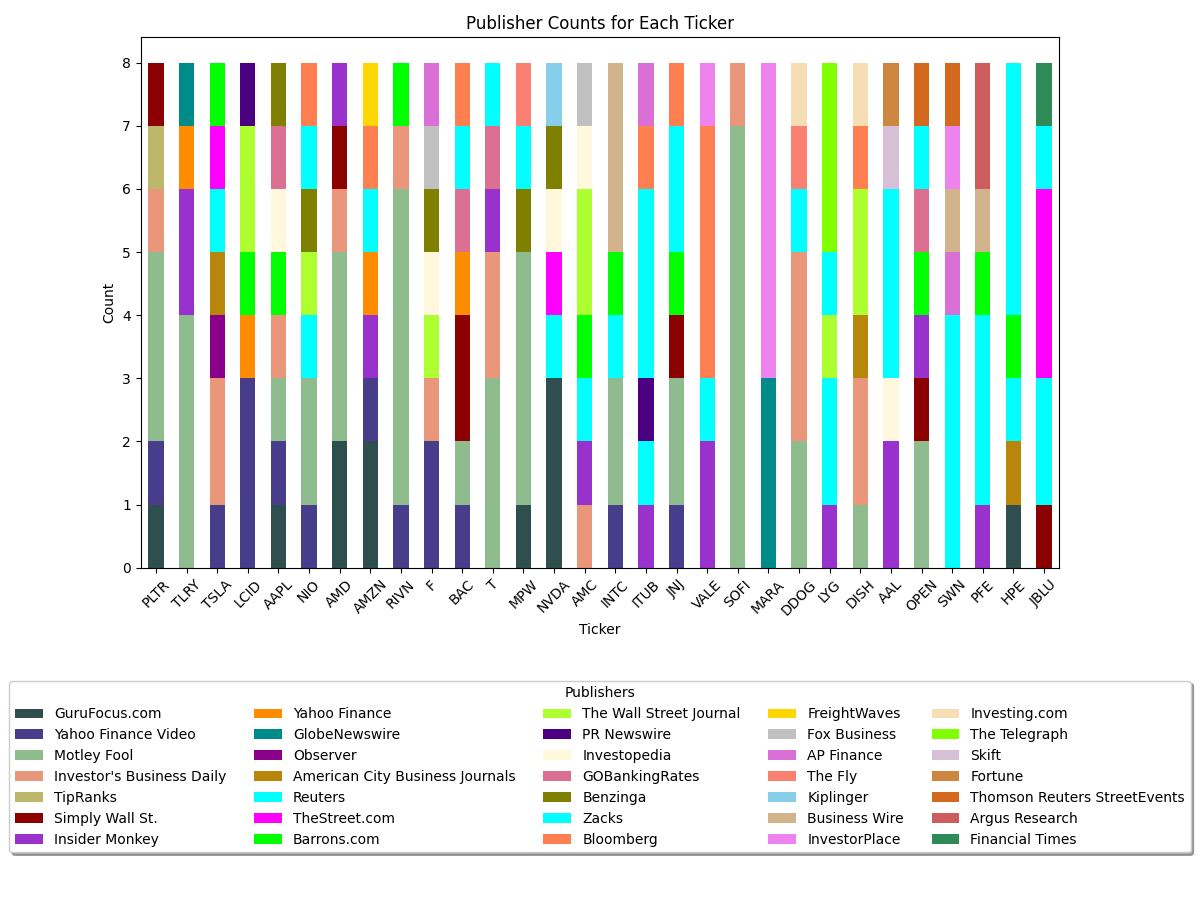 Publisher Counts for Each Ticker
8
7
6
5
4
3
2
1
0
Count
PLTR TLRY TSLA LCID AAPL NIO AMD AMZN RIVN F BAC T MPW NVDA AMC INTC ITUB JNJ VALE SOFI MARA DDOG LYG DISH AAL OPEN SWN PFE HPE JBLU
Ticker
Publishers
GuruFocus.com Yahoo Finance The Wall Street Journal FreightWaves Investing.com
Yahoo Finance Video GlobeNewswire PR Newswire Fox Business The Telegraph
Motley Fool Observer Investopedia AP Finance Skift
Investor's Business Daily American City Business Journals GOBankingRates The Fly Fortune
TipRanks Reuters Benzinga Kiplinger Thomson Reuters StreetEvents
Simply Wall St. TheStreet.com Zacks Business Wire Argus Research
Insider Monkey Barrons.com Bloomberg InvestorPlace Financial Times